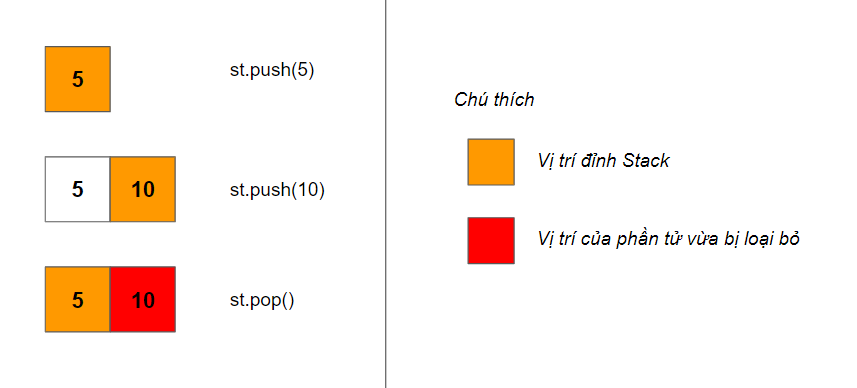 5
st.push(5)
5 10
st.push(10)
5 10
st.pop()
Chú thích
Vị trí đỉnh Stack
Vị trí của phần tử vừa bị loại bỏ